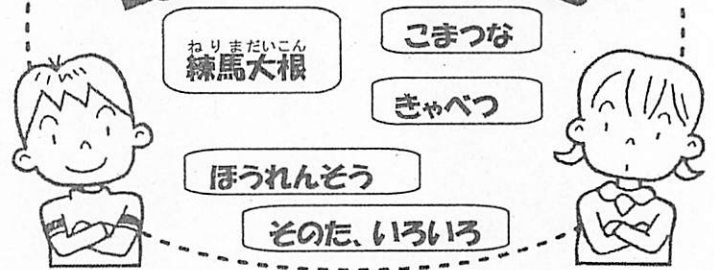 ねりまだいこん
練馬大根
こまつな
きゃべつ
ほうれんそう
そのた、いろいろ